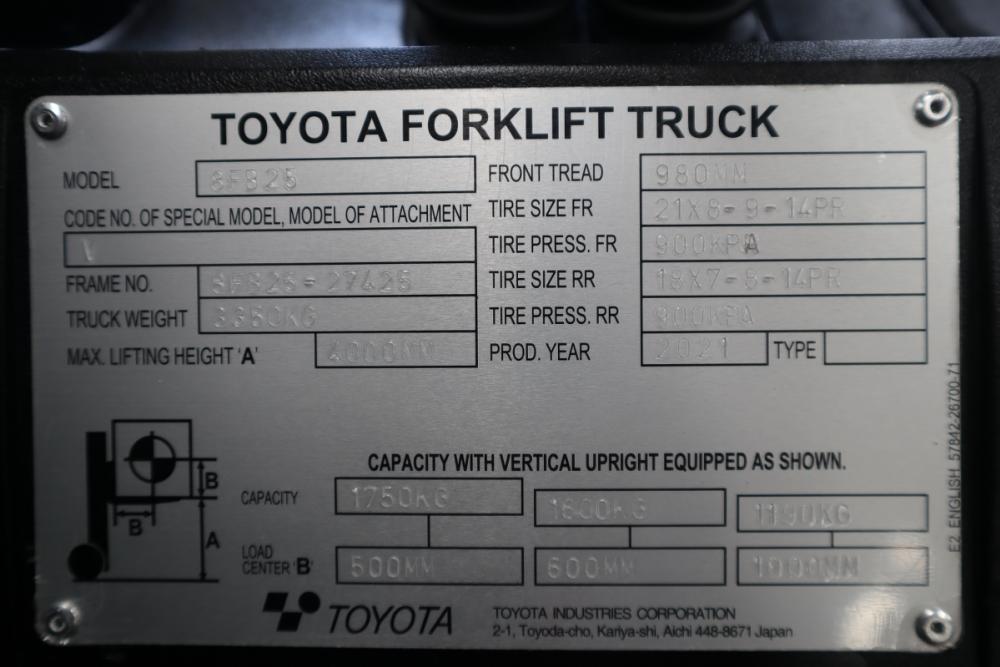 TOYOTA FORKLIFT TRUCK
MODEL 8FB25
CODE NO. OF SPECIAL MODEL, MODEL OF ATTACHMENT
V
FRAME NO.
TRUCK WEIGHT
MAX. LIFTING HEIGHT 'A' 4000MM
FRONT TREAD 980MM
TIRE SIZE FR 21X8-9-14PR
TIRE PRESS. FR 900KPA
TIRE SIZE RR 18X7-8-14PR
TIRE PRESS. RR 900KPA
PROD. YEAR 2021 TYPE
B
B
A
CAPACITY WITH VERTICAL UPRIGHT EQUIPPED AS SHOWN.
CAPACITY 1750KG 1600KG
LOAD
CENTER 'B' 500MM 600MM 1000MM
TOYOTA
TOYOTA INDUSTRIES CORPORATION
2-1, Toyoda-cho, Kariya-shi, Aichi 448-8671 Japan
E2 ENGLISH 57842-26700-71